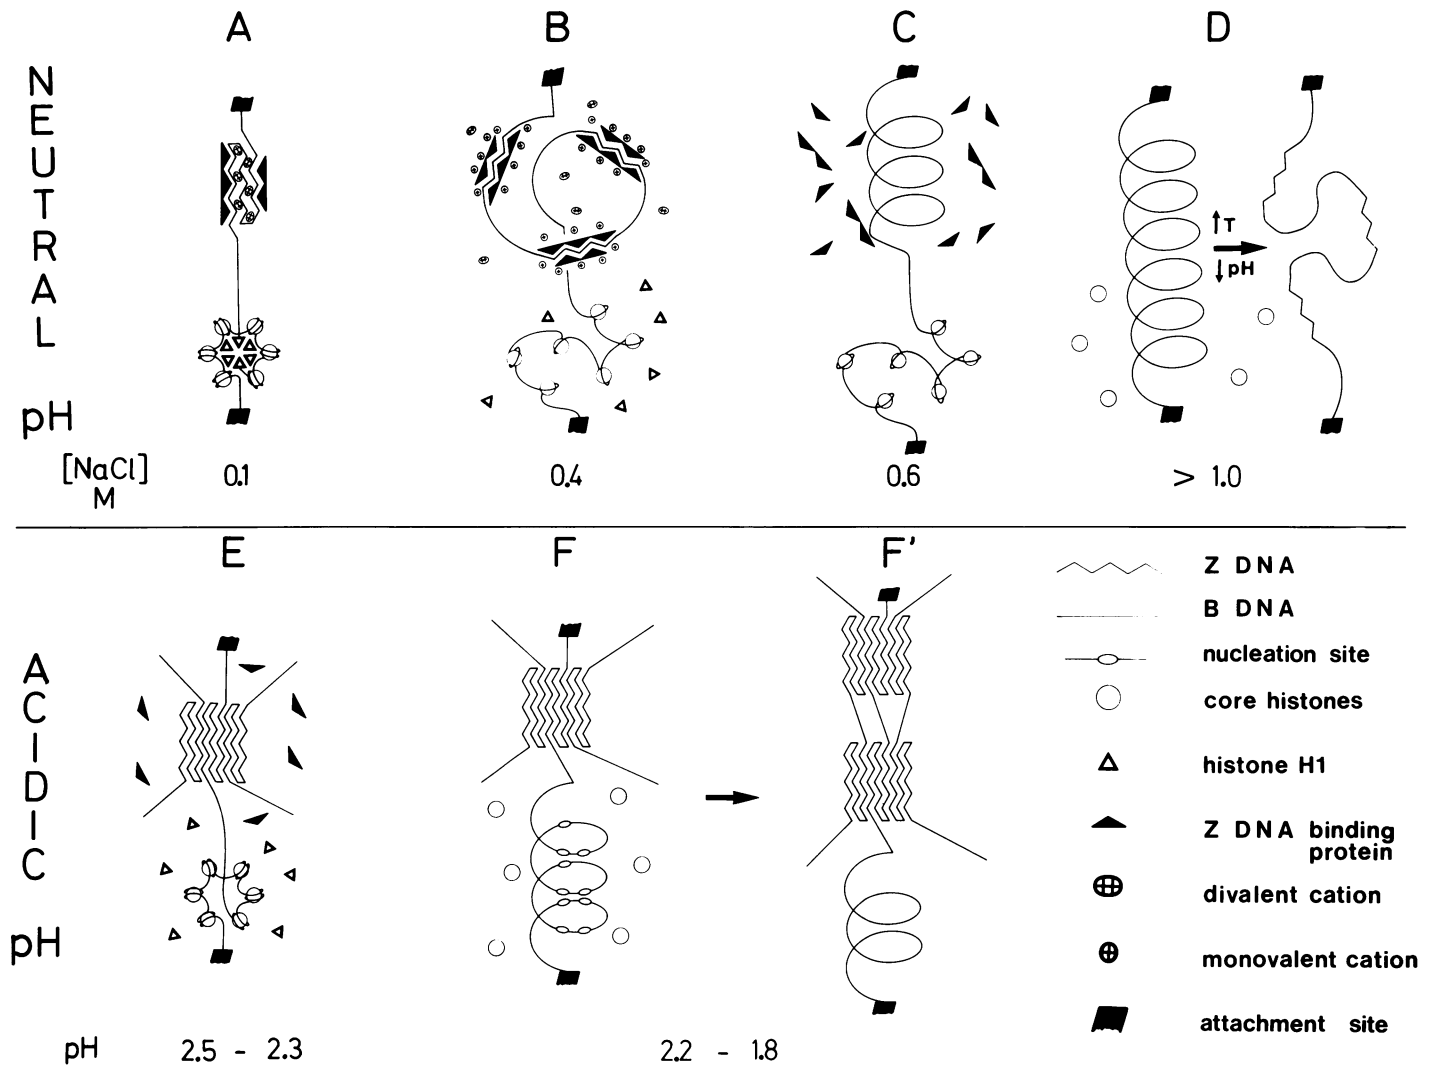 A B C D
NEUTRAL
pH
↑T
↓pH
[NaCl] 0.1 0.4 0.6 > 1.0
M
E F F'
ACIDIC
pH
Z DNA
B DNA
nucleation site
core histones
histone H1
Z DNA binding
protein
divalent cation
monovalent cation
attachment site
pH 2.5 - 2.3 2.2 - 1.8